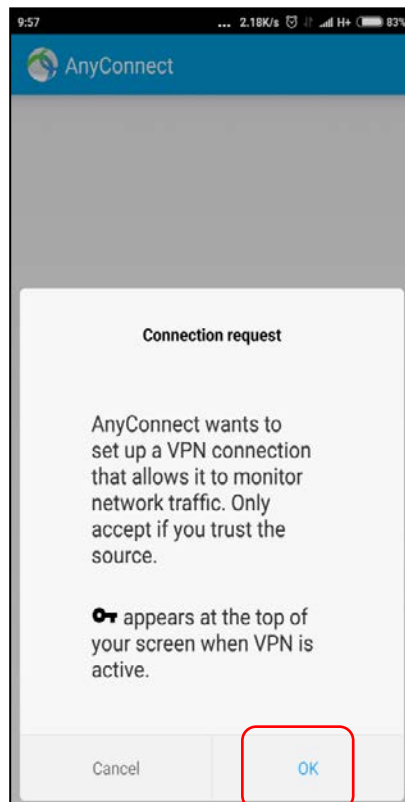 9:57 ... 2.18K/s H+ 83%
AnyConnect
Connection request
AnyConnect wants to
set up a VPN connection
that allows it to monitor
network traffic. Only
accept if you trust the
source.
appears at the top of
your screen when VPN is
active.
Cancel OK